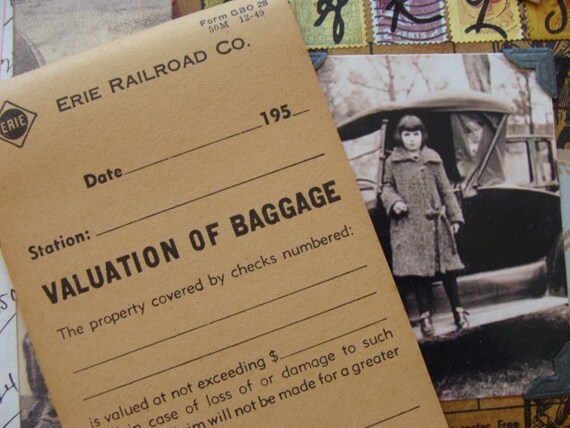 Form GBO 28
50M 12-49
ERIE RAILROAD CO.
ERIE
Date 195
Station:
VALUATION OF BAGGAGE
The property covered by checks numbered:
is valued at not exceeding $
in case of loss of or damage to such
will not be made for a greater
Free